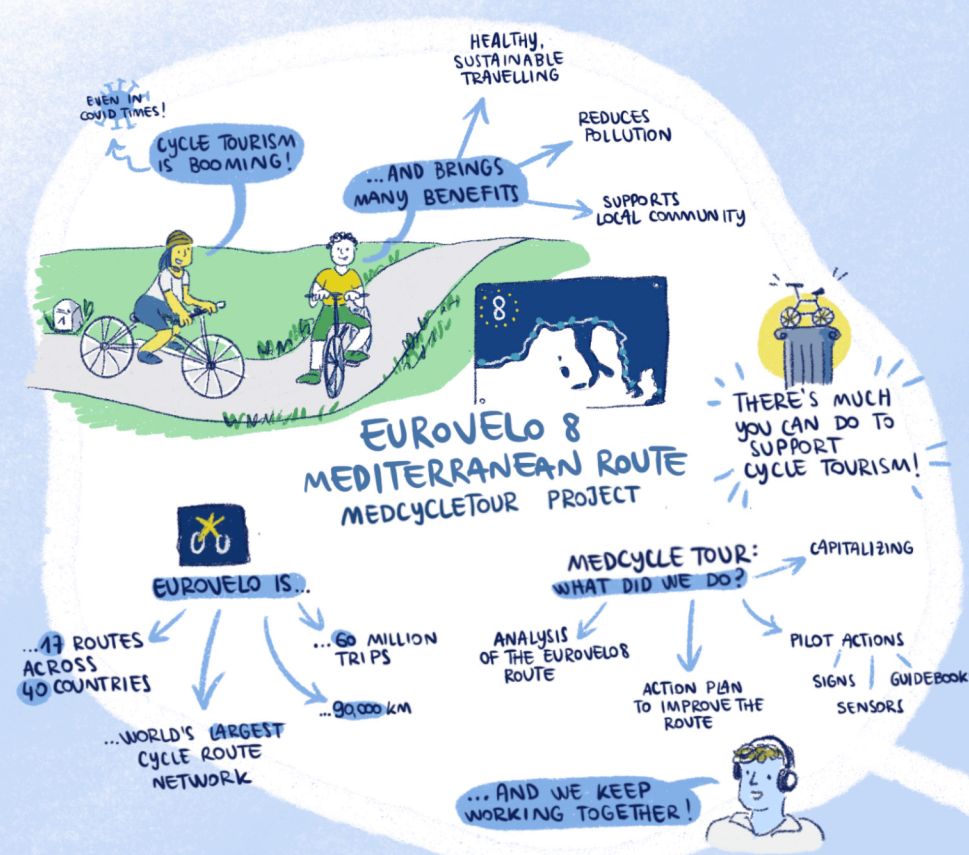 EVEN IN
COVID TIMES!
CYCLE TOURISM
IS BOOMING!
...AND BRINGS
MANY BENEFITS
HEALTHY,
SUSTAINABLE
TRAVELLING
REDUCES
POLLUTION
SUPPORTS
LOCAL COMMUNITY
1
8
THERE'S MUCH
YOU CAN DO TO
SUPPORT
CYCLE TOURISM!
EUROVELO 8
MEDITERRANEAN ROUTE
MEDCYCLETOUR PROJECT
EUROVELO IS...
...17 ROUTES
ACROSS
40 COUNTRIES
...WORLD'S LARGEST
CYCLE ROUTE
NETWORK
...60 MILLION
TRIPS
...90,000 KM
MEDCYCLE TOUR:
WHAT DID WE DO?
CAPITALIZING
ANALYSIS
OF THE EUROVELO8
ROUTE
ACTION PLAN
TO IMPROVE THE
ROUTE
PILOT ACTIONS
SIGNS
GUIDEBOOK
SENSORS
...AND WE KEEP
WORKING TOGETHER!